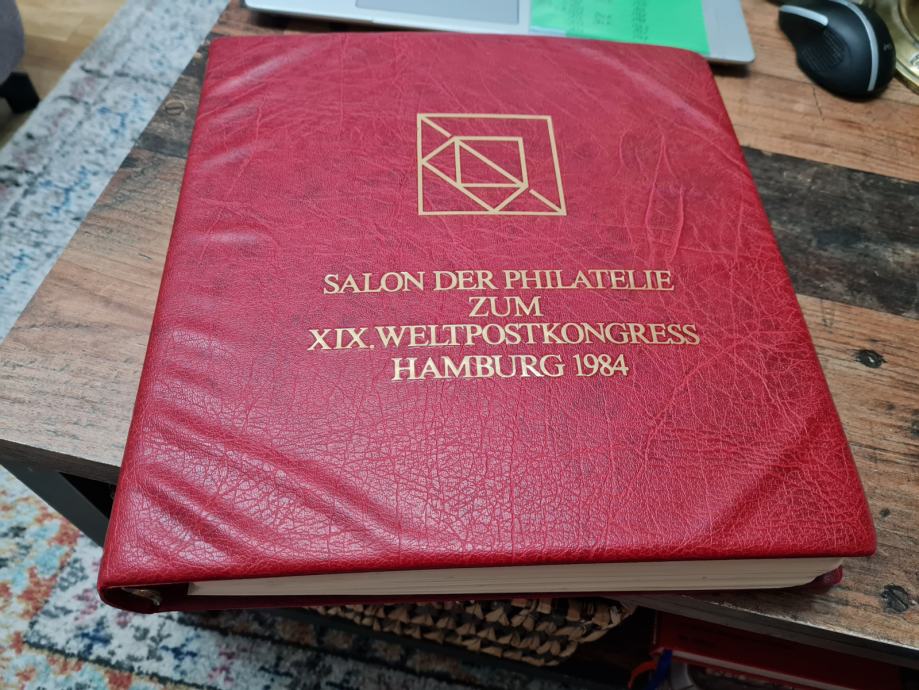 SALON DER PHILATELIE
ZUM
XIX. WELTPOSTKONGRESS
HAMBURG 1984